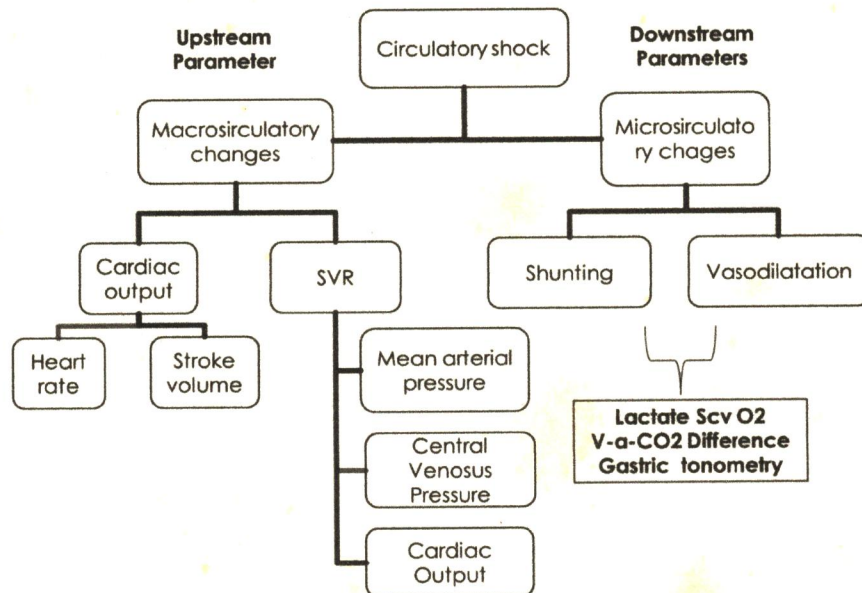 Upstream
Parameter
Circulatory shock
Downstream
Parameters
Macrosirculatory
changes
Microsirculato
ry chages
Cardiac
output
SVR
Shunting
Vasodilatation
Heart
rate
Stroke
volume
Mean arterial
pressure
Central
Venosus
Pressure
Cardiac
Output
Lactate Scv O2
V-a-CO2 Difference
Gastric tonometry